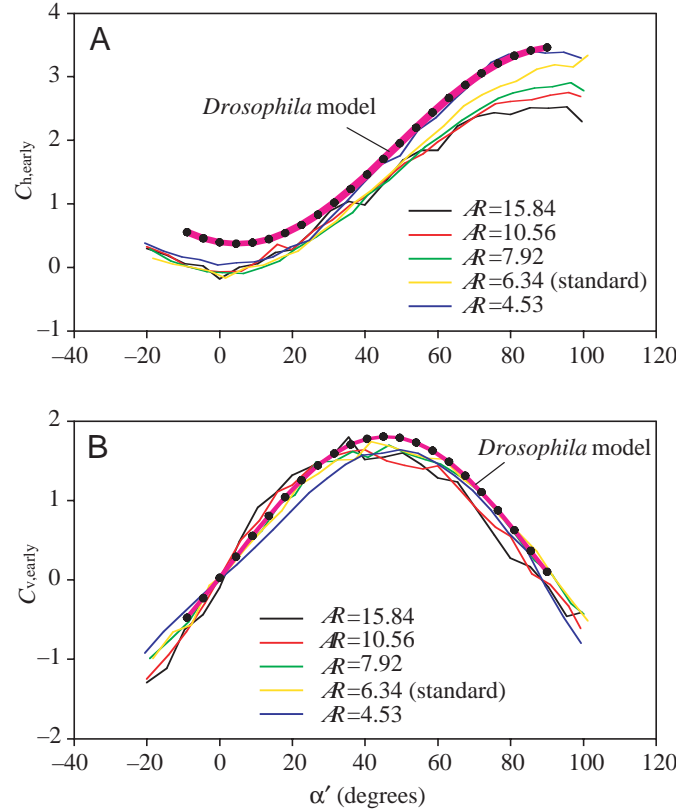 A
4
3
2
1
0
–1
C h,early
Drosophila model
AR=15.84
AR=10.56
AR=7.92
AR=6.34 (standard)
AR=4.53
–40 –20 0 20 40 60 80 100 120
B
2
1
0
–1
–2
C v,early
Drosophila model
AR=15.84
AR=10.56
AR=7.92
AR=6.34 (standard)
AR=4.53
–40 –20 0 20 40 60 80 100 120
α′ (degrees)